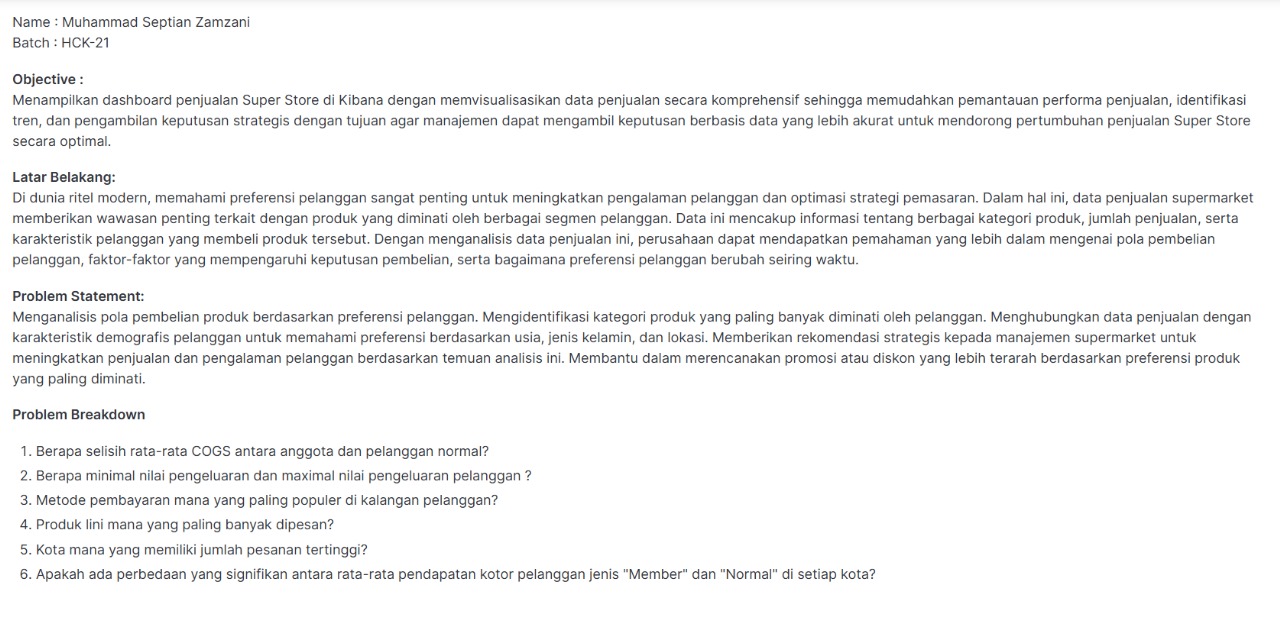 Name : Muhammad Septian Zamzani
Batch : HCK-21
Objective :
Menampilkan dashboard penjualan Super Store di Kibana dengan memvisualisasikan data penjualan secara komprehensif sehingga memudahkan pemantauan performa penjualan, identifikasi
tren, dan pengambilan keputusan strategis dengan tujuan agar manajemen dapat mengambil keputusan berbasis data yang lebih akurat untuk mendorong pertumbuhan penjualan Super Store
secara optimal.
Latar Belakang:
Di dunia ritel modern, memahami preferensi pelanggan sangat penting untuk meningkatkan pengalaman pelanggan dan optimasi strategi pemasaran. Dalam hal ini, data penjualan supermarket
memberikan wawasan penting terkait dengan produk yang diminati oleh berbagai segmen pelanggan. Data ini mencakup informasi tentang berbagai kategori produk, jumlah penjualan, serta
karakteristik pelanggan yang membeli produk tersebut. Dengan menganalisis data penjualan ini, perusahaan dapat mendapatkan pemahaman yang lebih dalam mengenai pola pembelian
pelanggan, faktor-faktor yang mempengaruhi keputusan pembelian, serta bagaimana preferensi pelanggan berubah seiring waktu.
Problem Statement:
Menganalisis pola pembelian produk berdasarkan preferensi pelanggan. Mengidentifikasi kategori produk yang paling banyak diminati oleh pelanggan. Menghubungkan data penjualan dengan
karakteristik demografis pelanggan untuk memahami preferensi berdasarkan usia, jenis kelamin, dan lokasi. Memberikan rekomendasi strategis kepada manajemen supermarket untuk
meningkatkan penjualan dan pengalaman pelanggan berdasarkan temuan analisis ini. Membantu dalam merencanakan promosi atau diskon yang lebih terarah berdasarkan preferensi produk
yang paling diminati.
Problem Breakdown
1. Berapa selisih rata-rata COGS antara anggota dan pelanggan normal?
2. Berapa minimal nilai pengeluaran dan maximal nilai pengeluaran pelanggan ?
3. Metode pembayaran mana yang paling populer di kalangan pelanggan?
4. Produk lini mana yang paling banyak dipesan?
5. Kota mana yang memiliki jumlah pesanan tertinggi?
6. Apakah ada perbedaan yang signifikan antara rata-rata pendapatan kotor pelanggan jenis "Member" dan "Normal" di setiap kota?